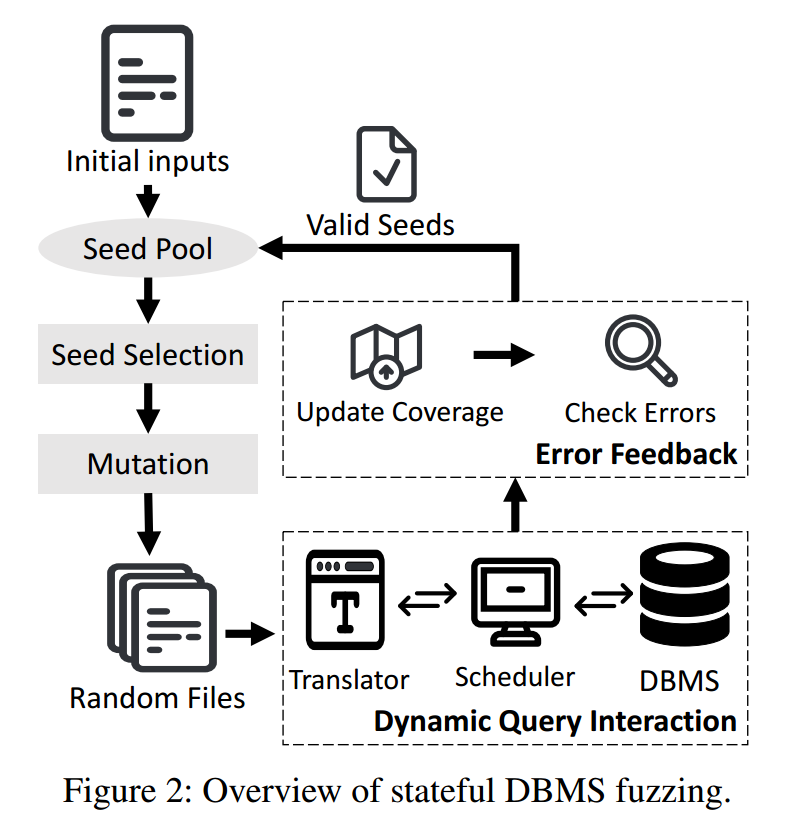 Initial inputs
Valid Seeds
Seed Pool
Seed Selection
Update Coverage
Check Errors
Error Feedback
Mutation
T
Translator
Scheduler
DBMS
Random Files
Dynamic Query Interaction
Figure 2: Overview of stateful DBMS fuzzing.